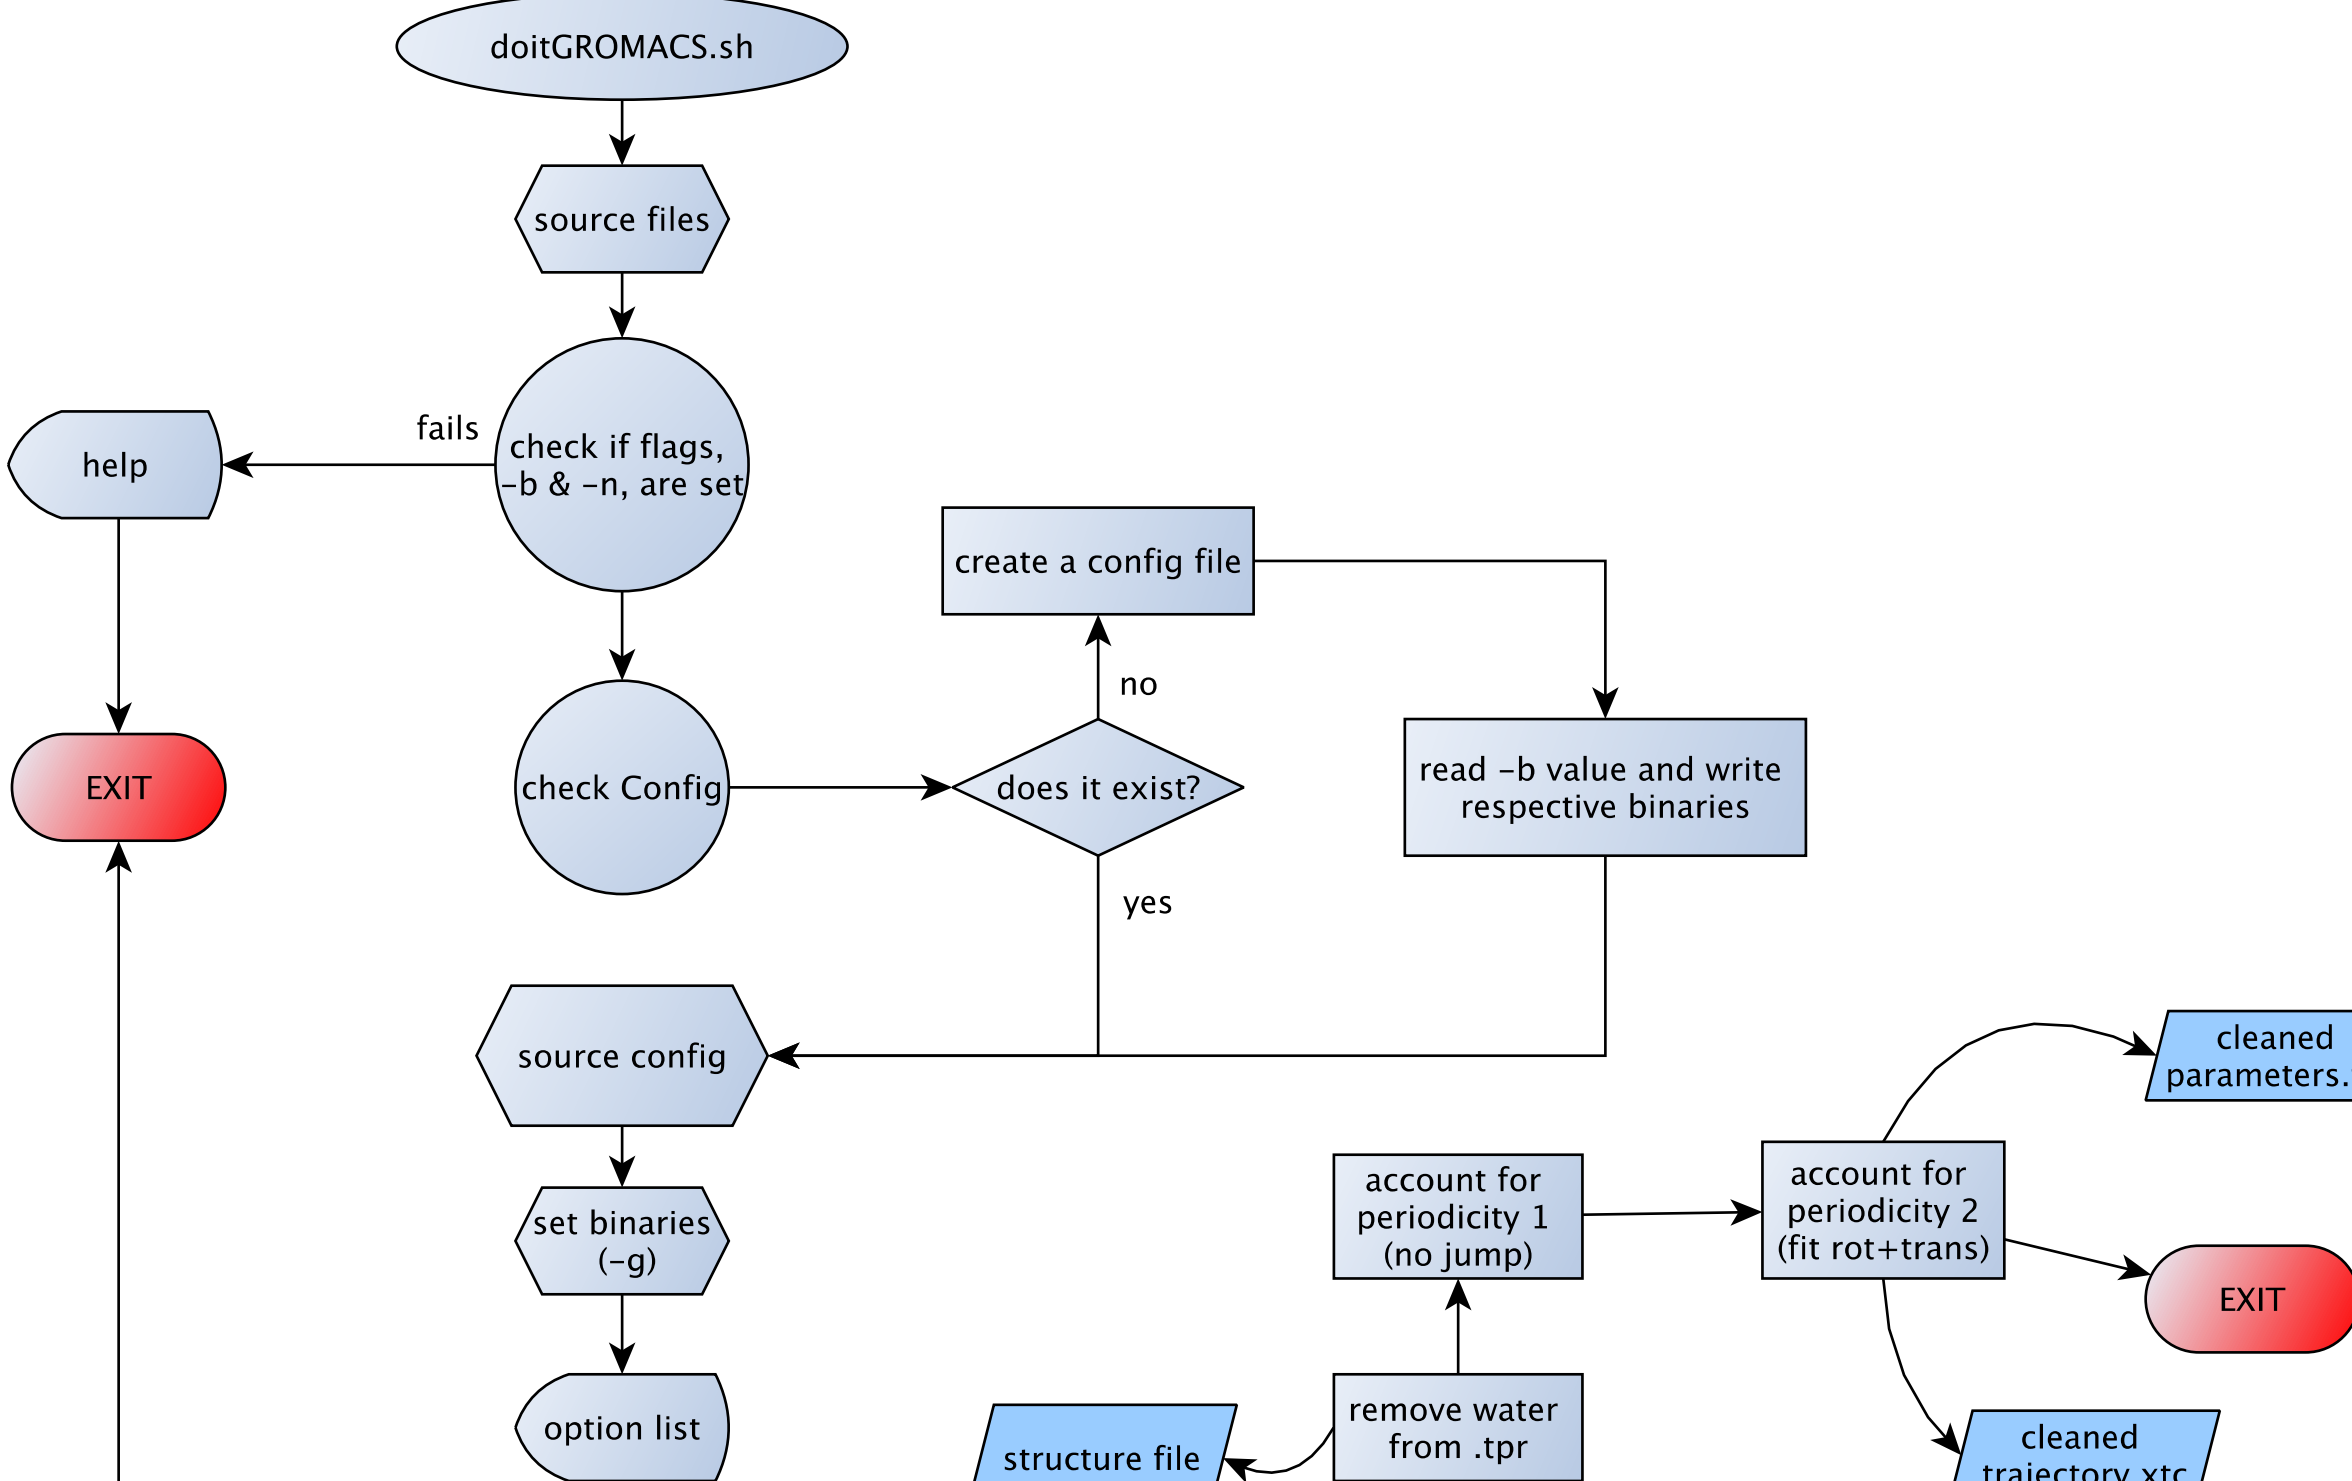 doitGROMACS.sh
source files
fails
check if flags,
-b & -n, are set
help
create a config file
no
EXIT
check Config
does it exist?
read -b value and write
respective binaries
yes
source config
cleaned
account for
periodicity 1
(no jump)
account for
periodicity 2
(fit rot+trans)
set binaries
(-g)
EXIT
option list
remove water
from .tpr
structure file
cleaned
trajectory.xtc